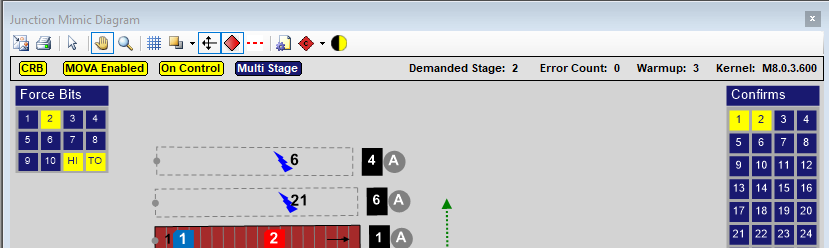 Junction Mimic Diagram
x
CRB MOVA Enabled On Control Multi Stage Demanded Stage: 2 Error Count: 0 Warmup: 3 Kernel: M8.0.3.600
Force Bits Confirms
1 2 3 4
5 6 7 8
9 10 HI TO
6 4 A
21 6 A
1 1 2 1 A
1 2 3 4
5 6 7 8
9 10 11 12
13 14 15 16
17 18 19 20
21 22 23 24